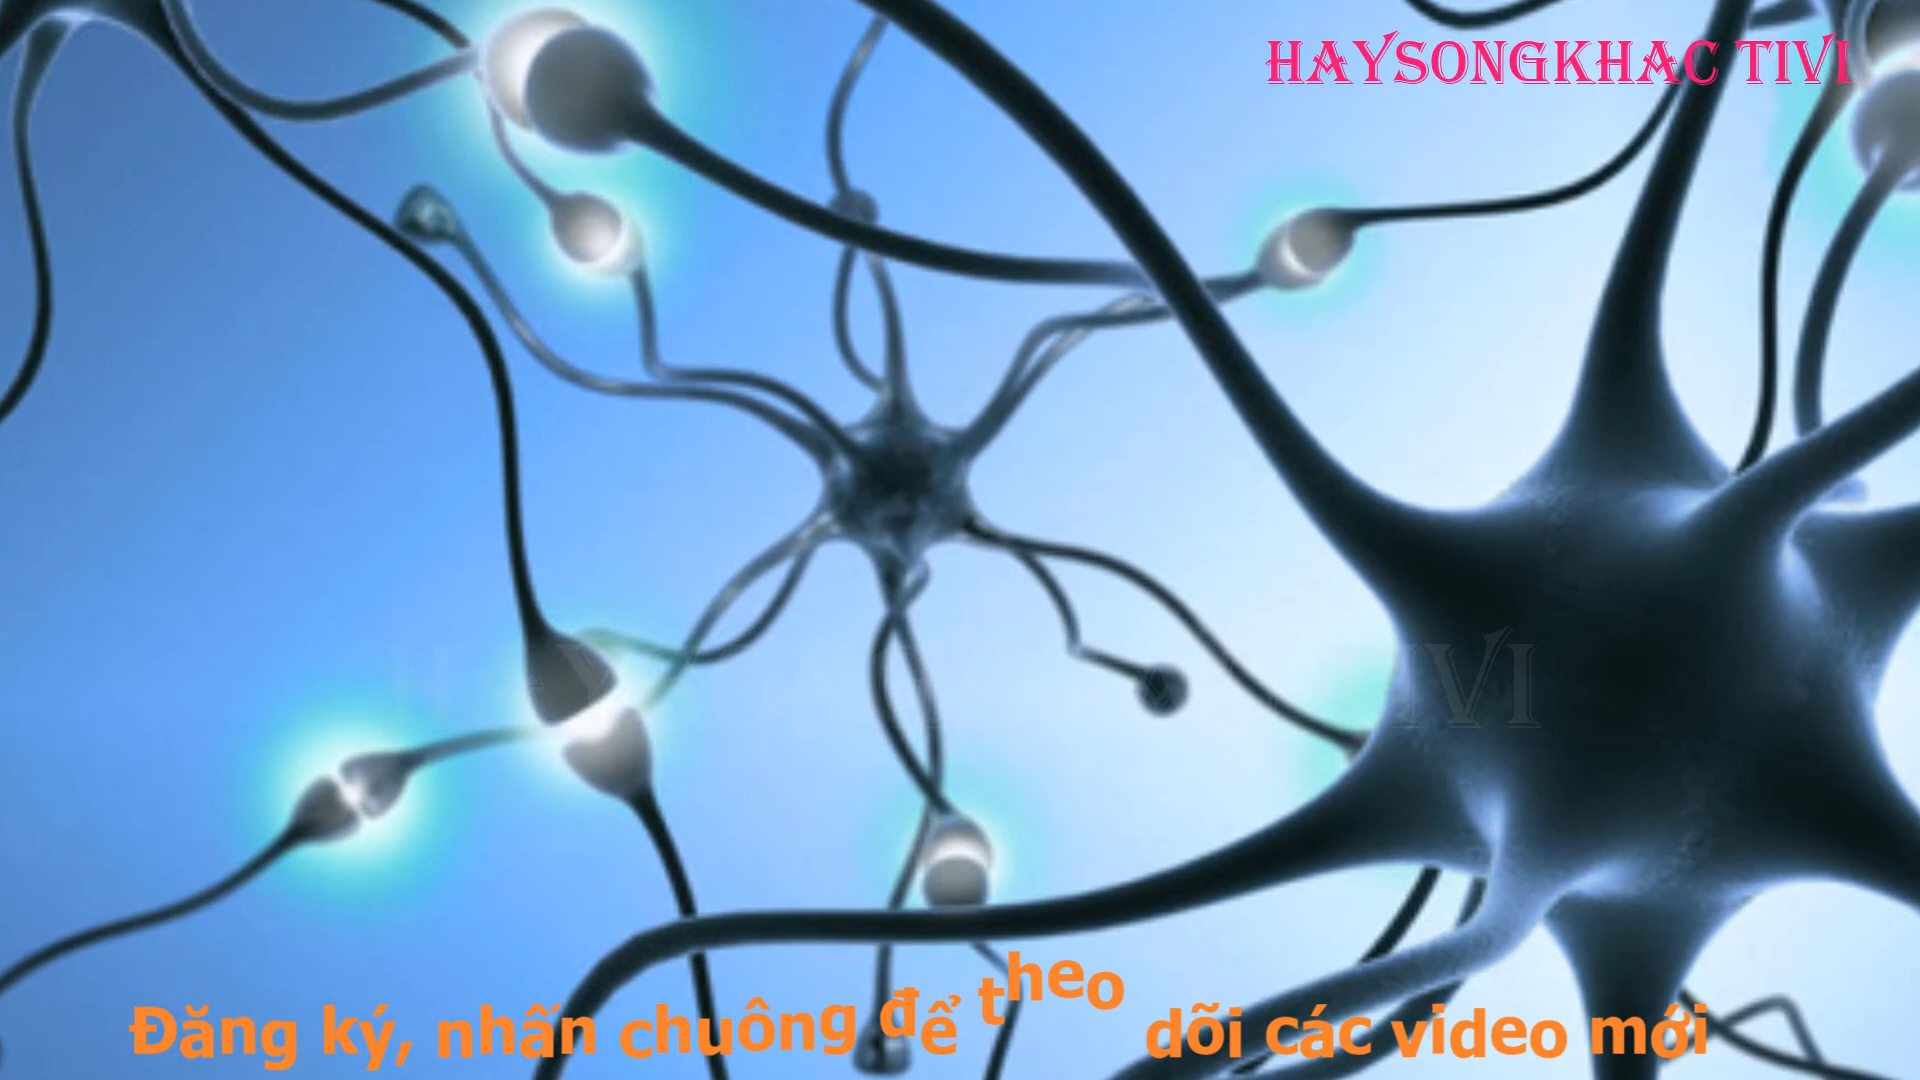 HAYSONGKHAC TIVI
Đăng ký, nhấn chuông để theo dõi các video mới